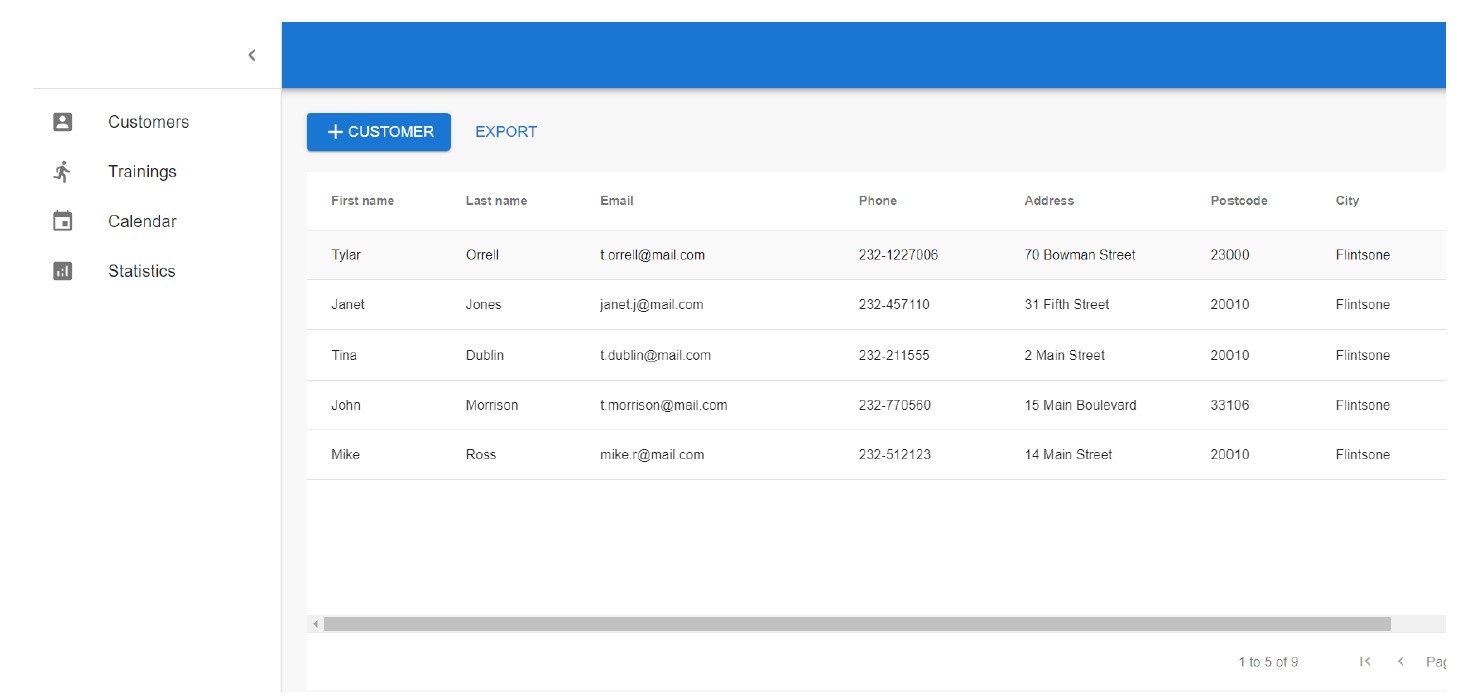 Customers
Trainings
Calendar
Statistics
+ CUSTOMER EXPORT
First name Last name Email Phone Address Postcode City
Tylar Orrell t.orrell@mail.com 232-1227006 70 Bowman Street 23000 Flintsone
Janet Jones janet.j@mail.com 232-457110 31 Fifth Street 20010 Flintsone
Tina Dublin t.dublin@mail.com 232-211555 2 Main Street 20010 Flintsone
John Morrison t.morrison@mail.com 232-770560 15 Main Boulevard 33106 Flintsone
Mike Ross mike.r@mail.com 232-512123 14 Main Street 20010 Flintsone
1 to 5 of 9